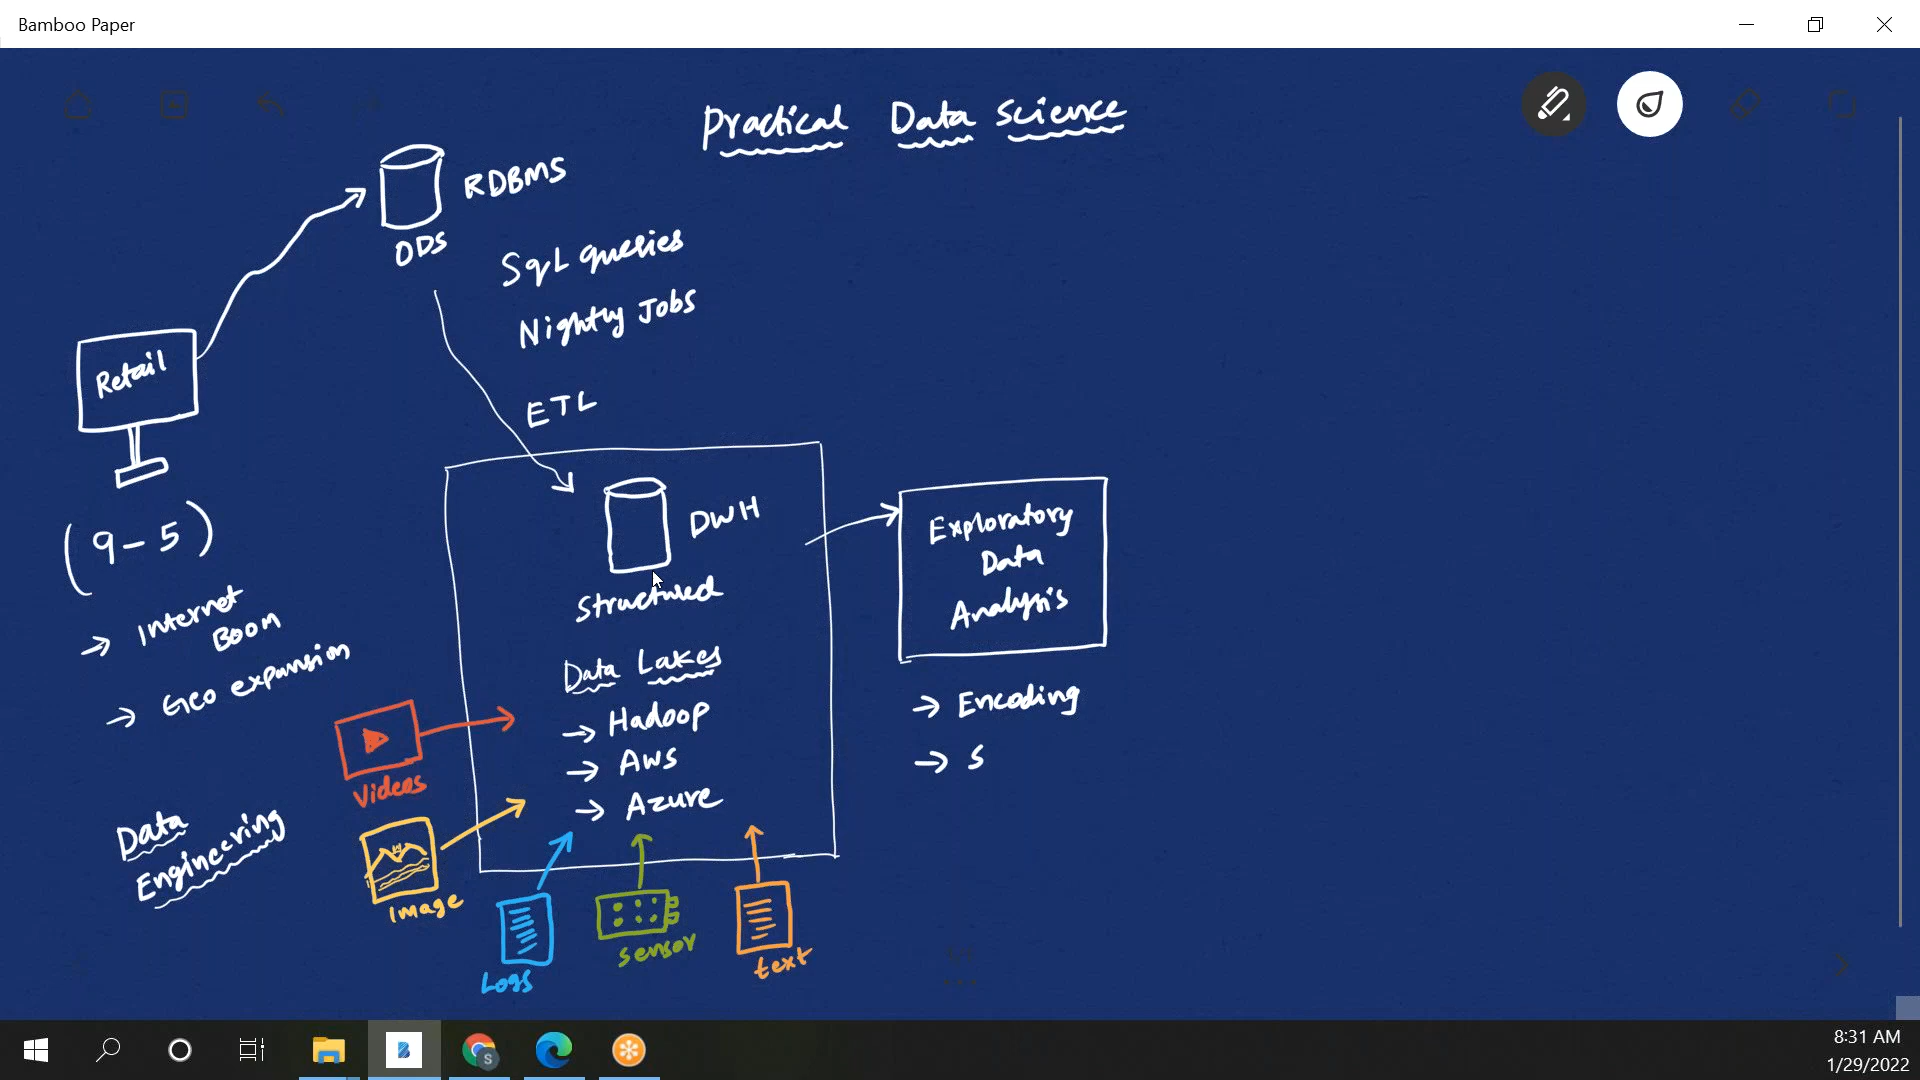 Bamboo Paper
Practical Data Science
RDBMS
ODS
SQL queries
Nightly Jobs
ETL
Retail
(9-5)
→ Internet
Boom
→ Geo expansion
DWH
Structured
Data Lakes
→ Hadoop
→ AWS
→ Azure
Exploratory
Data
Analysis
→ Encoding
→ S
Videos
Image
Data
Engineering
Logs
sensor
text
8:31 AM
1/29/2022